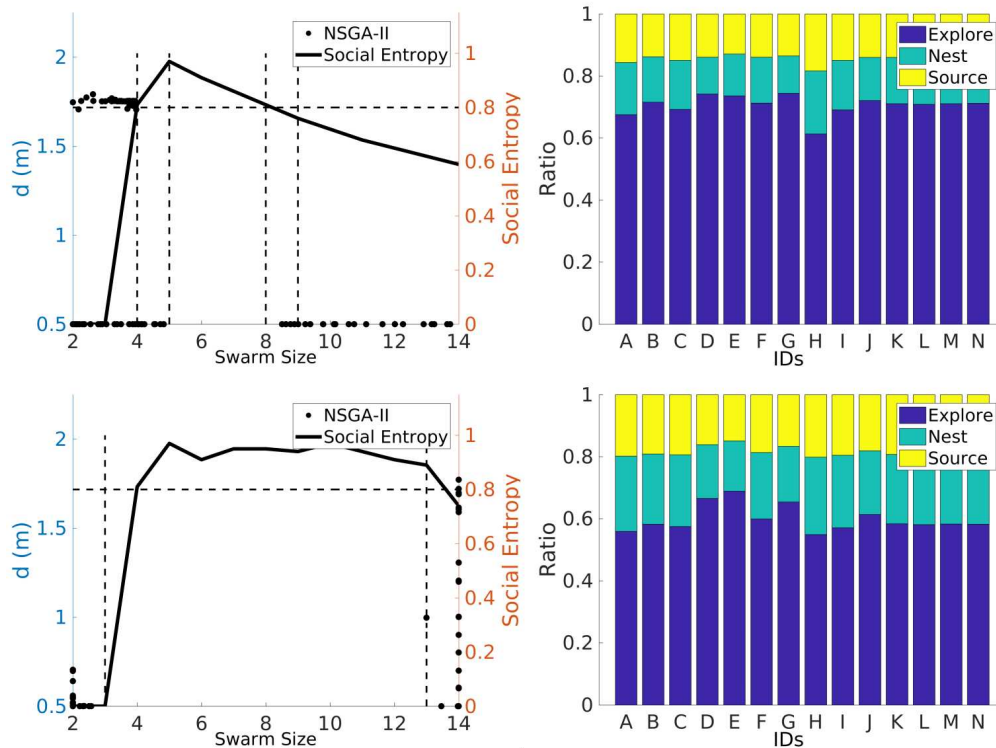 2
1.5
1
0.5
d (m)
NSGA-II
Social Entropy
1
0.8
0.6
0.4
0.2
0
Social Entropy
2 4 6 8 10 12 14
Swarm Size
1
0.8
0.6
0.4
0.2
0
Ratio
Explore
Nest
Source
A B C D E F G H I J K L M N
IDs
2
1.5
1
0.5
d (m)
NSGA-II
Social Entropy
1
0.8
0.6
0.4
0.2
0
Social Entropy
2 4 6 8 10 12 14
Swarm Size
1
0.8
0.6
0.4
0.2
0
Ratio
Explore
Nest
Source
A B C D E F G H I J K L M N
IDs